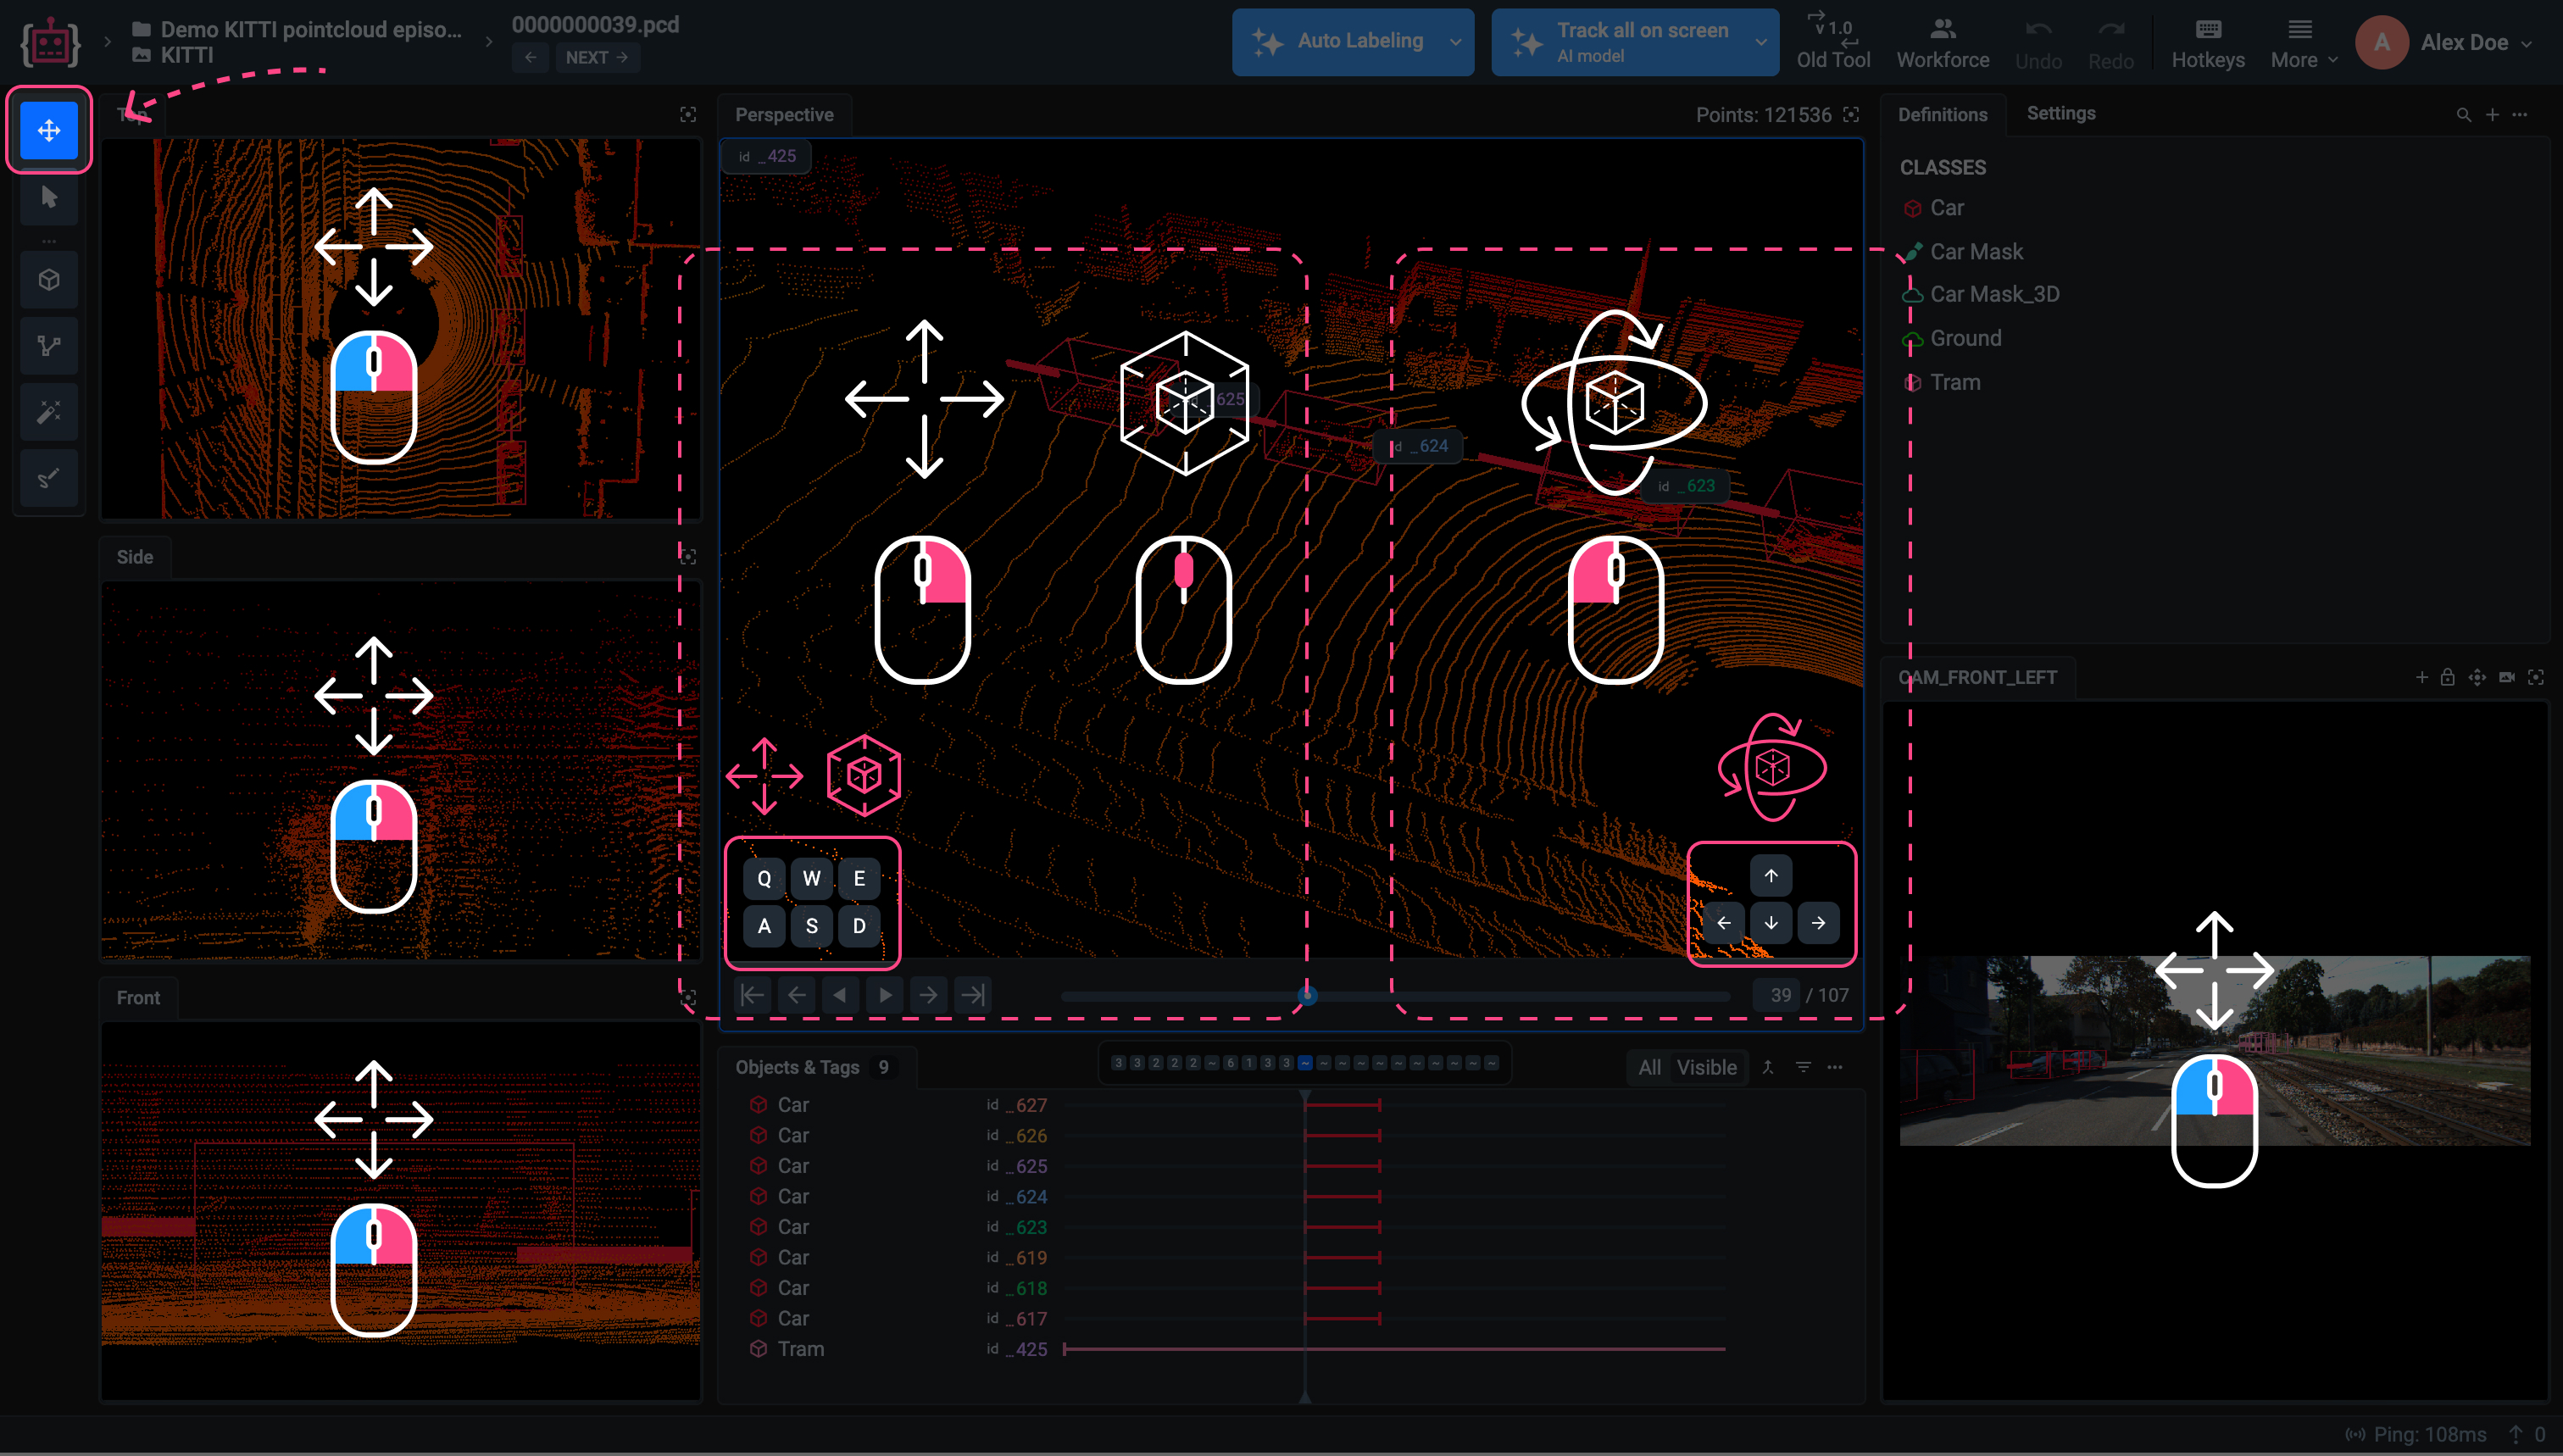 Demo KITTI pointcloud episo...
KITTI
0000000039.pcd
NEXT
Auto Labeling
Track all on screen
AI model
v 1.0
Old Tool
Workforce
Undo
Redo
Hotkeys
More
A
Alex Doe
Top
Perspective
Points: 121536
Definitions
Settings
id _425
CLASSES
Car
Car Mask
Car Mask_3D
Ground
Tram
_625
id _624
id _623
Side
CAM_FRONT_LEFT
Q W E
A S D
Front
39 / 107
Objects & Tags 9
3 3 2 2 2 ~ 6 1 3 3 ~ ~ ~ ~ ~ ~ ~ ~ ~ ~ ~
All Visible
Car id _627
Car id _626
Car id _625
Car id _624
Car id _623
Car id _619
Car id _618
Car id _617
Tram id _425
Ping: 108ms 0